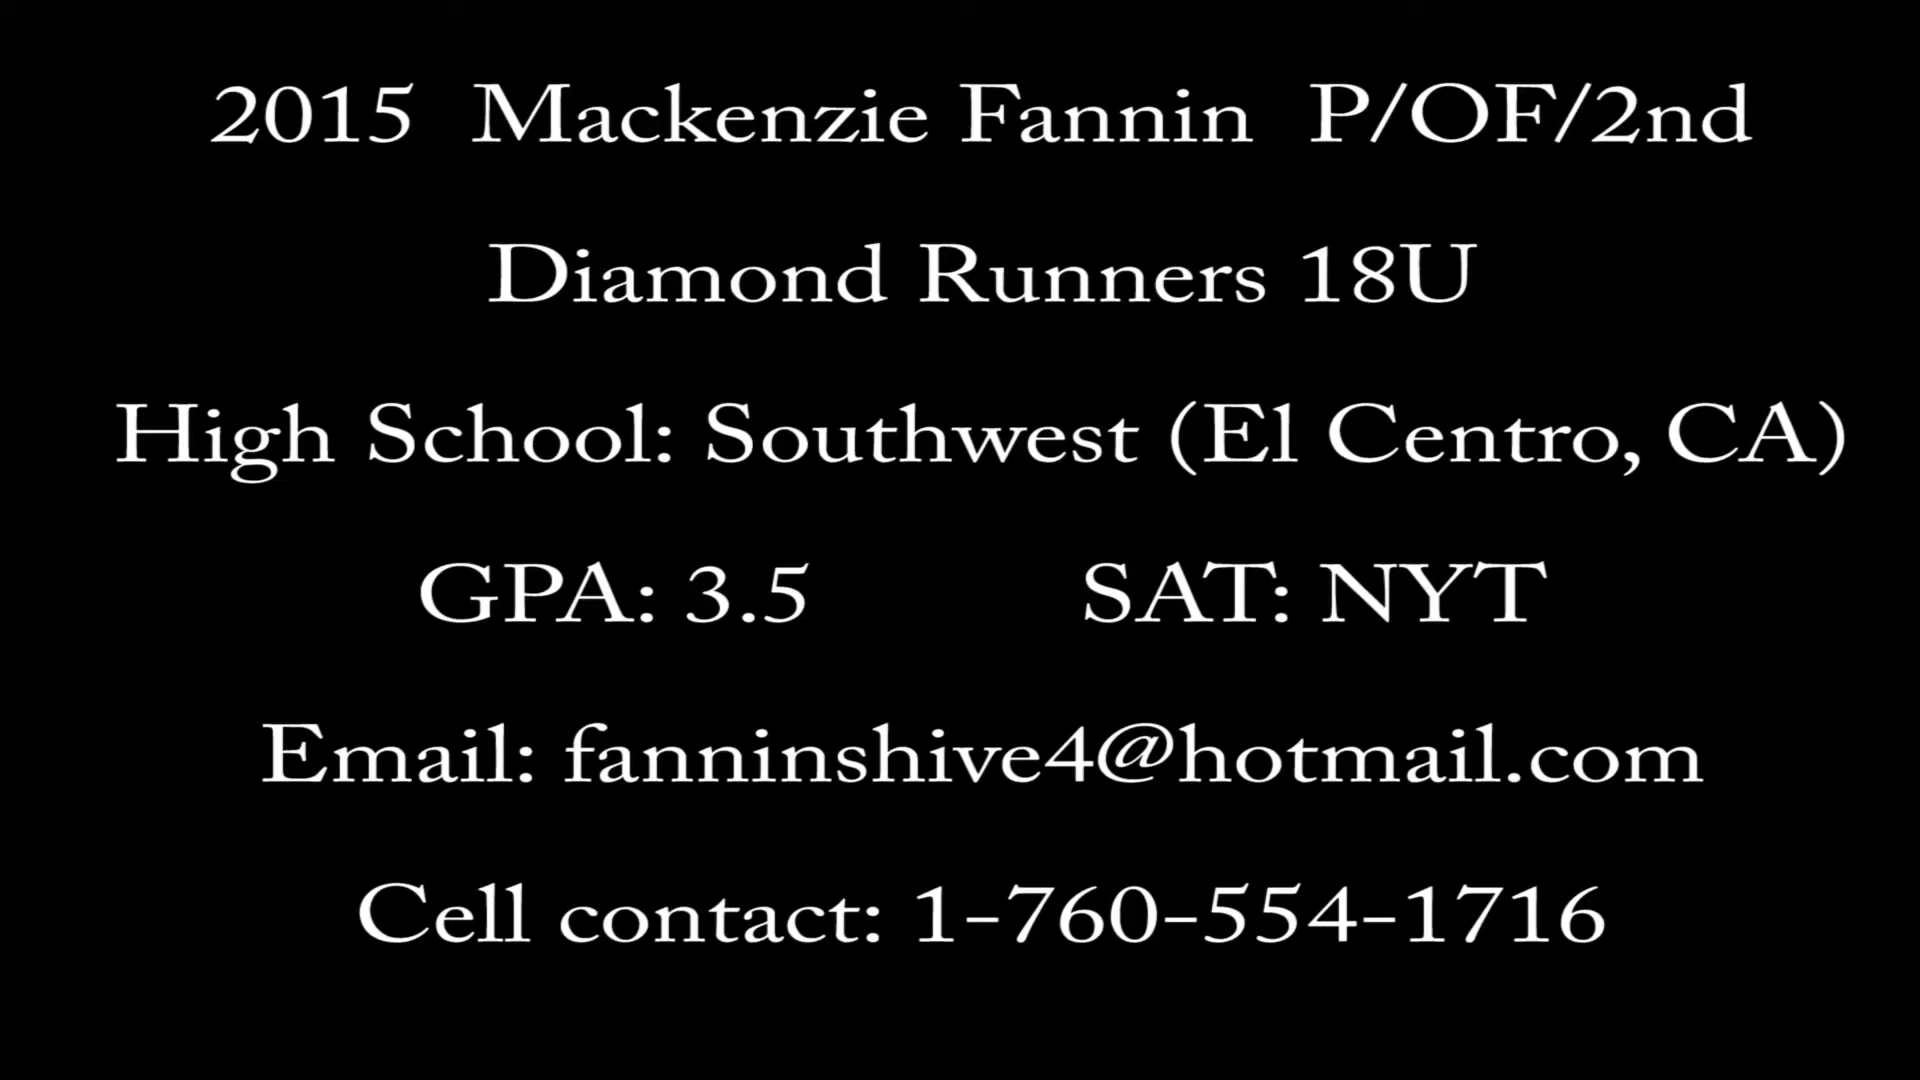 2015 Mackenzie Fannin P/OF/2nd
Diamond Runners 18U
High School: Southwest (El Centro, CA)
GPA: 3.5 SAT: NYT
Email: fanninshive4@hotmail.com
Cell contact: 1-760-554-1716